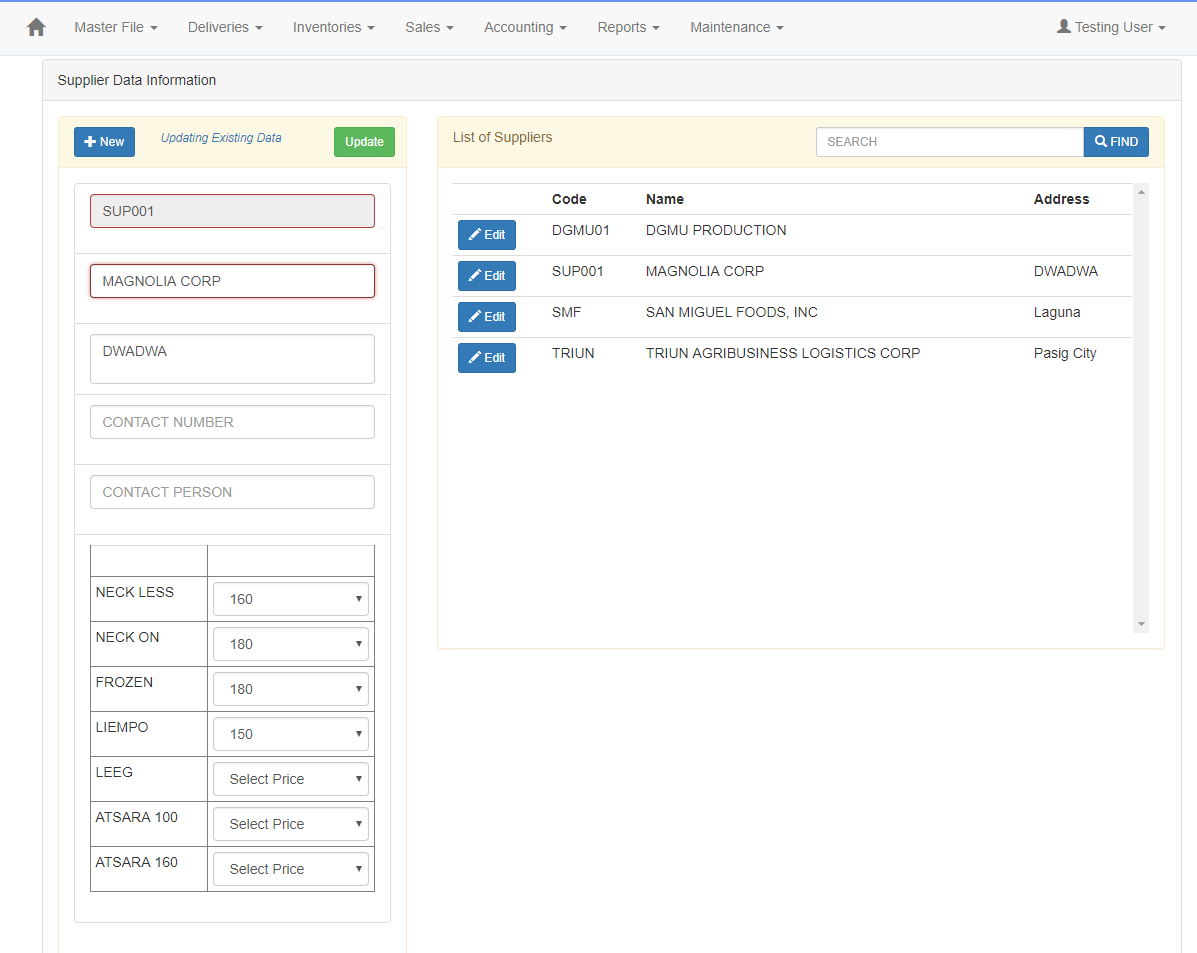 Master File Deliveries Inventories Sales Accounting Reports Maintenance Testing User
Supplier Data Information
New Updating Existing Data Update
SUP001
MAGNOLIA CORP
DWADWA
CONTACT NUMBER
CONTACT PERSON
NECK LESS 160
NECK ON 180
FROZEN 180
LIEMPO 150
LEEG Select Price
ATSARA 100 Select Price
ATSARA 160 Select Price
List of Suppliers SEARCH FIND
Code Name Address
Edit DGMU01 DGMU PRODUCTION
Edit SUP001 MAGNOLIA CORP DWADWA
Edit SMF SAN MIGUEL FOODS, INC Laguna
Edit TRIUN TRIUN AGRIBUSINESS LOGISTICS CORP Pasig City